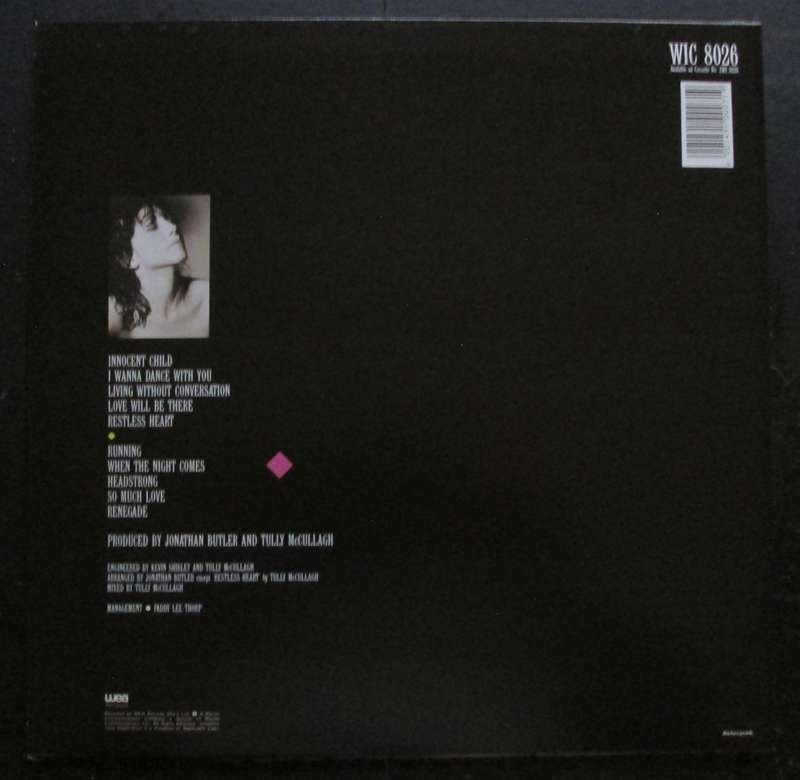 WIC 8026
INNOCENT CHILD
I WANNA DANCE WITH YOU
LIVING WITHOUT CONVERSATION
LOVE WILL BE THERE
RESTLESS HEART
RUNNING
WHEN THE NIGHT COMES
HEADSTRONG
SO MUCH LOVE
RENEGADE
PRODUCED BY JONATHAN BUTLER AND TULLY McCULLAGH
ENGINEERED BY KEVIN SHIRLEY AND TULLY McCULLAGH
ARRANGED BY JONATHAN BUTLER except 'RESTLESS HEART' by TULLY McCULLAGH
MIXED BY TULLY McCULLAGH
MANAGEMENT ● PADDY LEE THORP
wea